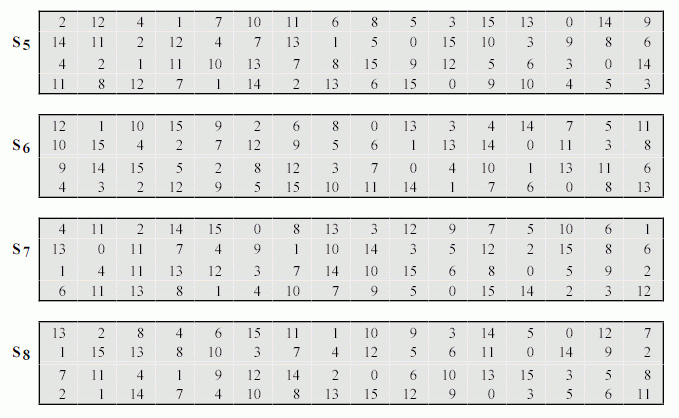 2 12 4 1 7 10 11 6 8 5 3 15 13 0 14 9
S5 14 11 2 12 4 7 13 1 5 0 15 10 3 9 8 6
4 2 1 11 10 13 7 8 15 9 12 5 6 3 0 14
11 8 12 7 1 14 2 13 6 15 0 9 10 4 5 3
12 1 10 15 9 2 6 8 0 13 3 4 14 7 5 11
S6 10 15 4 2 7 12 9 5 6 1 13 14 0 11 3 8
9 14 15 5 2 8 12 3 7 0 4 10 1 13 11 6
4 3 2 12 9 5 15 10 11 14 1 7 6 0 8 13
4 11 2 14 15 0 8 13 3 12 9 7 5 10 6 1
S7 13 0 11 7 4 9 1 10 14 3 5 12 2 15 8 6
1 4 11 13 12 3 7 14 10 15 6 8 0 5 9 2
6 11 13 8 1 4 10 7 9 5 0 15 14 2 3 12
13 2 8 4 6 15 11 1 10 9 3 14 5 0 12 7
S8 1 15 13 8 10 3 7 4 12 5 6 11 0 14 9 2
7 11 4 1 9 12 14 2 0 6 10 13 15 3 5 8
2 1 14 7 4 10 8 13 15 12 9 0 3 5 6 11